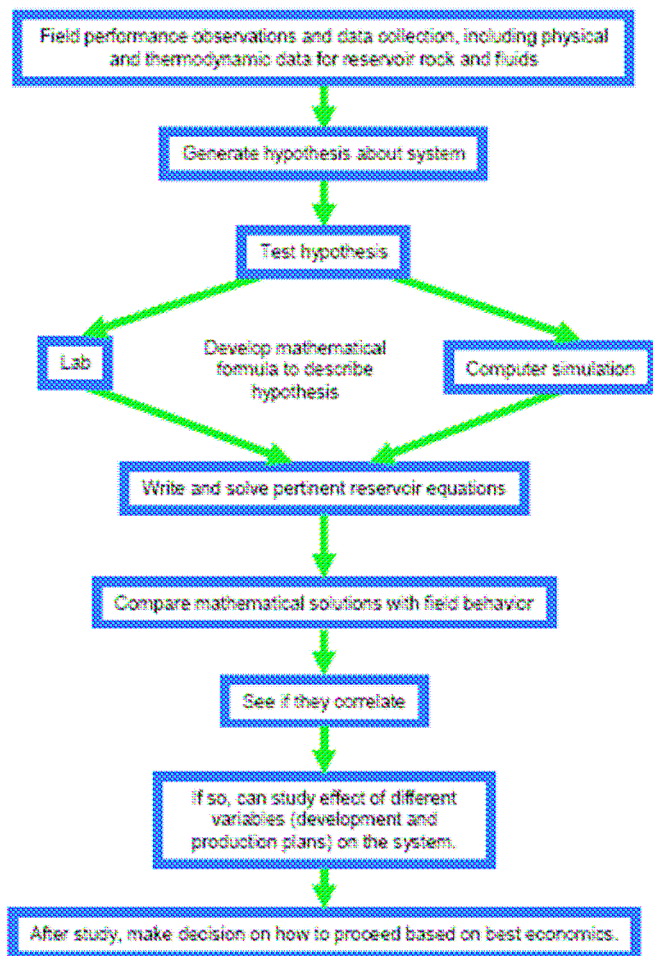 Field performance observations and data collection, including physical
and thermodynamic data for reservoir rock and fluids
Generate hypothesis about system
Test hypothesis
Lab
Develop mathematical
formula to describe
hypothesis
Computer simulation
Write and solve pertinent reservoir equations
Compare mathematical solutions with field behavior
See if they correlate
If so, can study effect of different
variables (development and
production plans) on the system.
After study, make decision on how to proceed based on best economics.